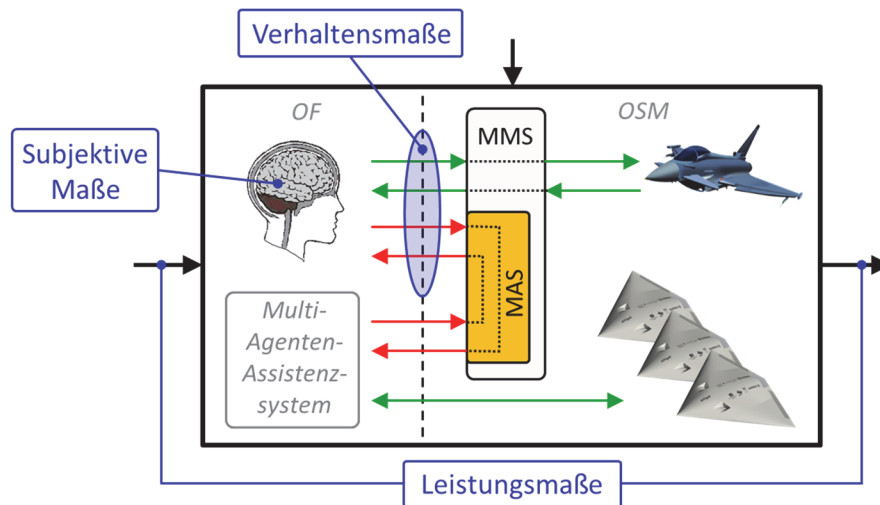 Verhaltensmaße
OF
OSM
MMS
Subjektive
Maße
MAS
Multi-
Agenten-
Assistenz-
system
Leistungsmaße